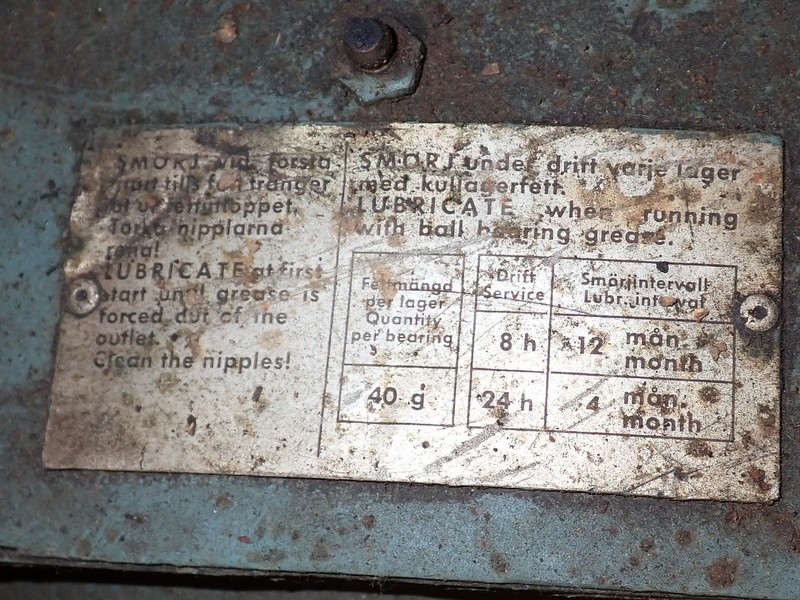 SMÖRJ vid första
start tills fett tränger
ut ur
Torka nipplarna
rena!
LUBRICATE at first
start until grease is
forced out of the
outlet.
Clean the nipples!
SMÖRJ under drift varje lager
med kullagerfett.
LUBRICATE when running
with ball bearing grease.
Fettmängd
per lager
Quantity
per bearing
40 g
Drift
Service
8 h
24 h
Smörjintervall
Lubr. interval
12 mån.
month
4 mån.
month